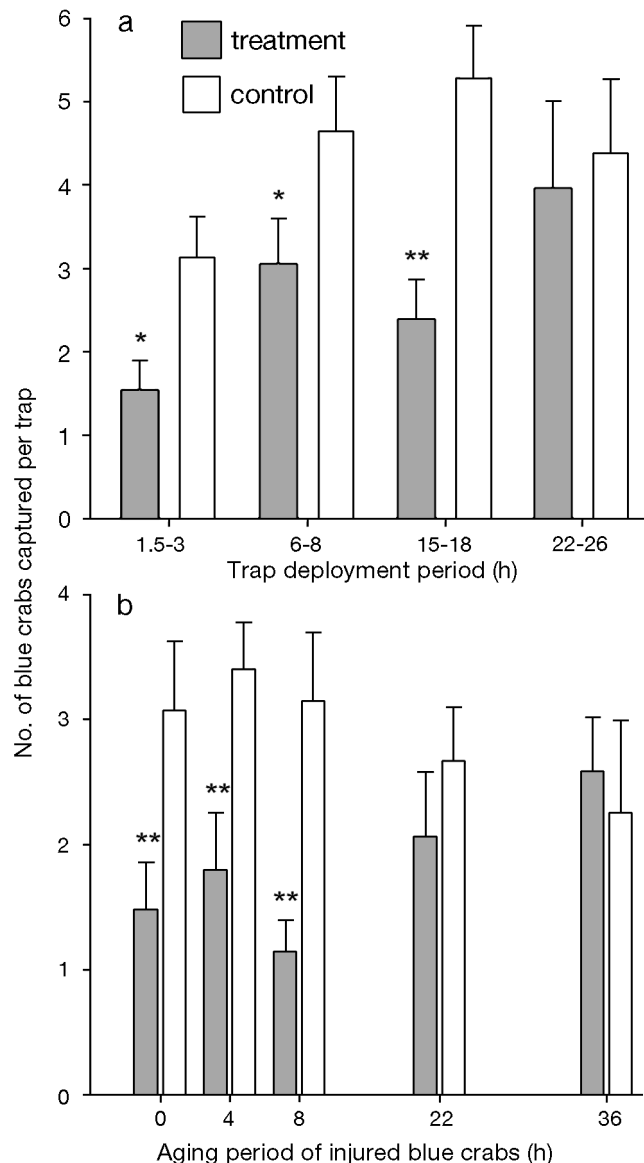 a
treatment
control
6
5
4
3
2
1
0
*
*
**
1.5-3 6-8 15-18 22-26
Trap deployment period (h)
No. of blue crabs captured per trap
b
4
3
2
1
0
**
**
**
0 4 8 22 36
Aging period of injured blue crabs (h)